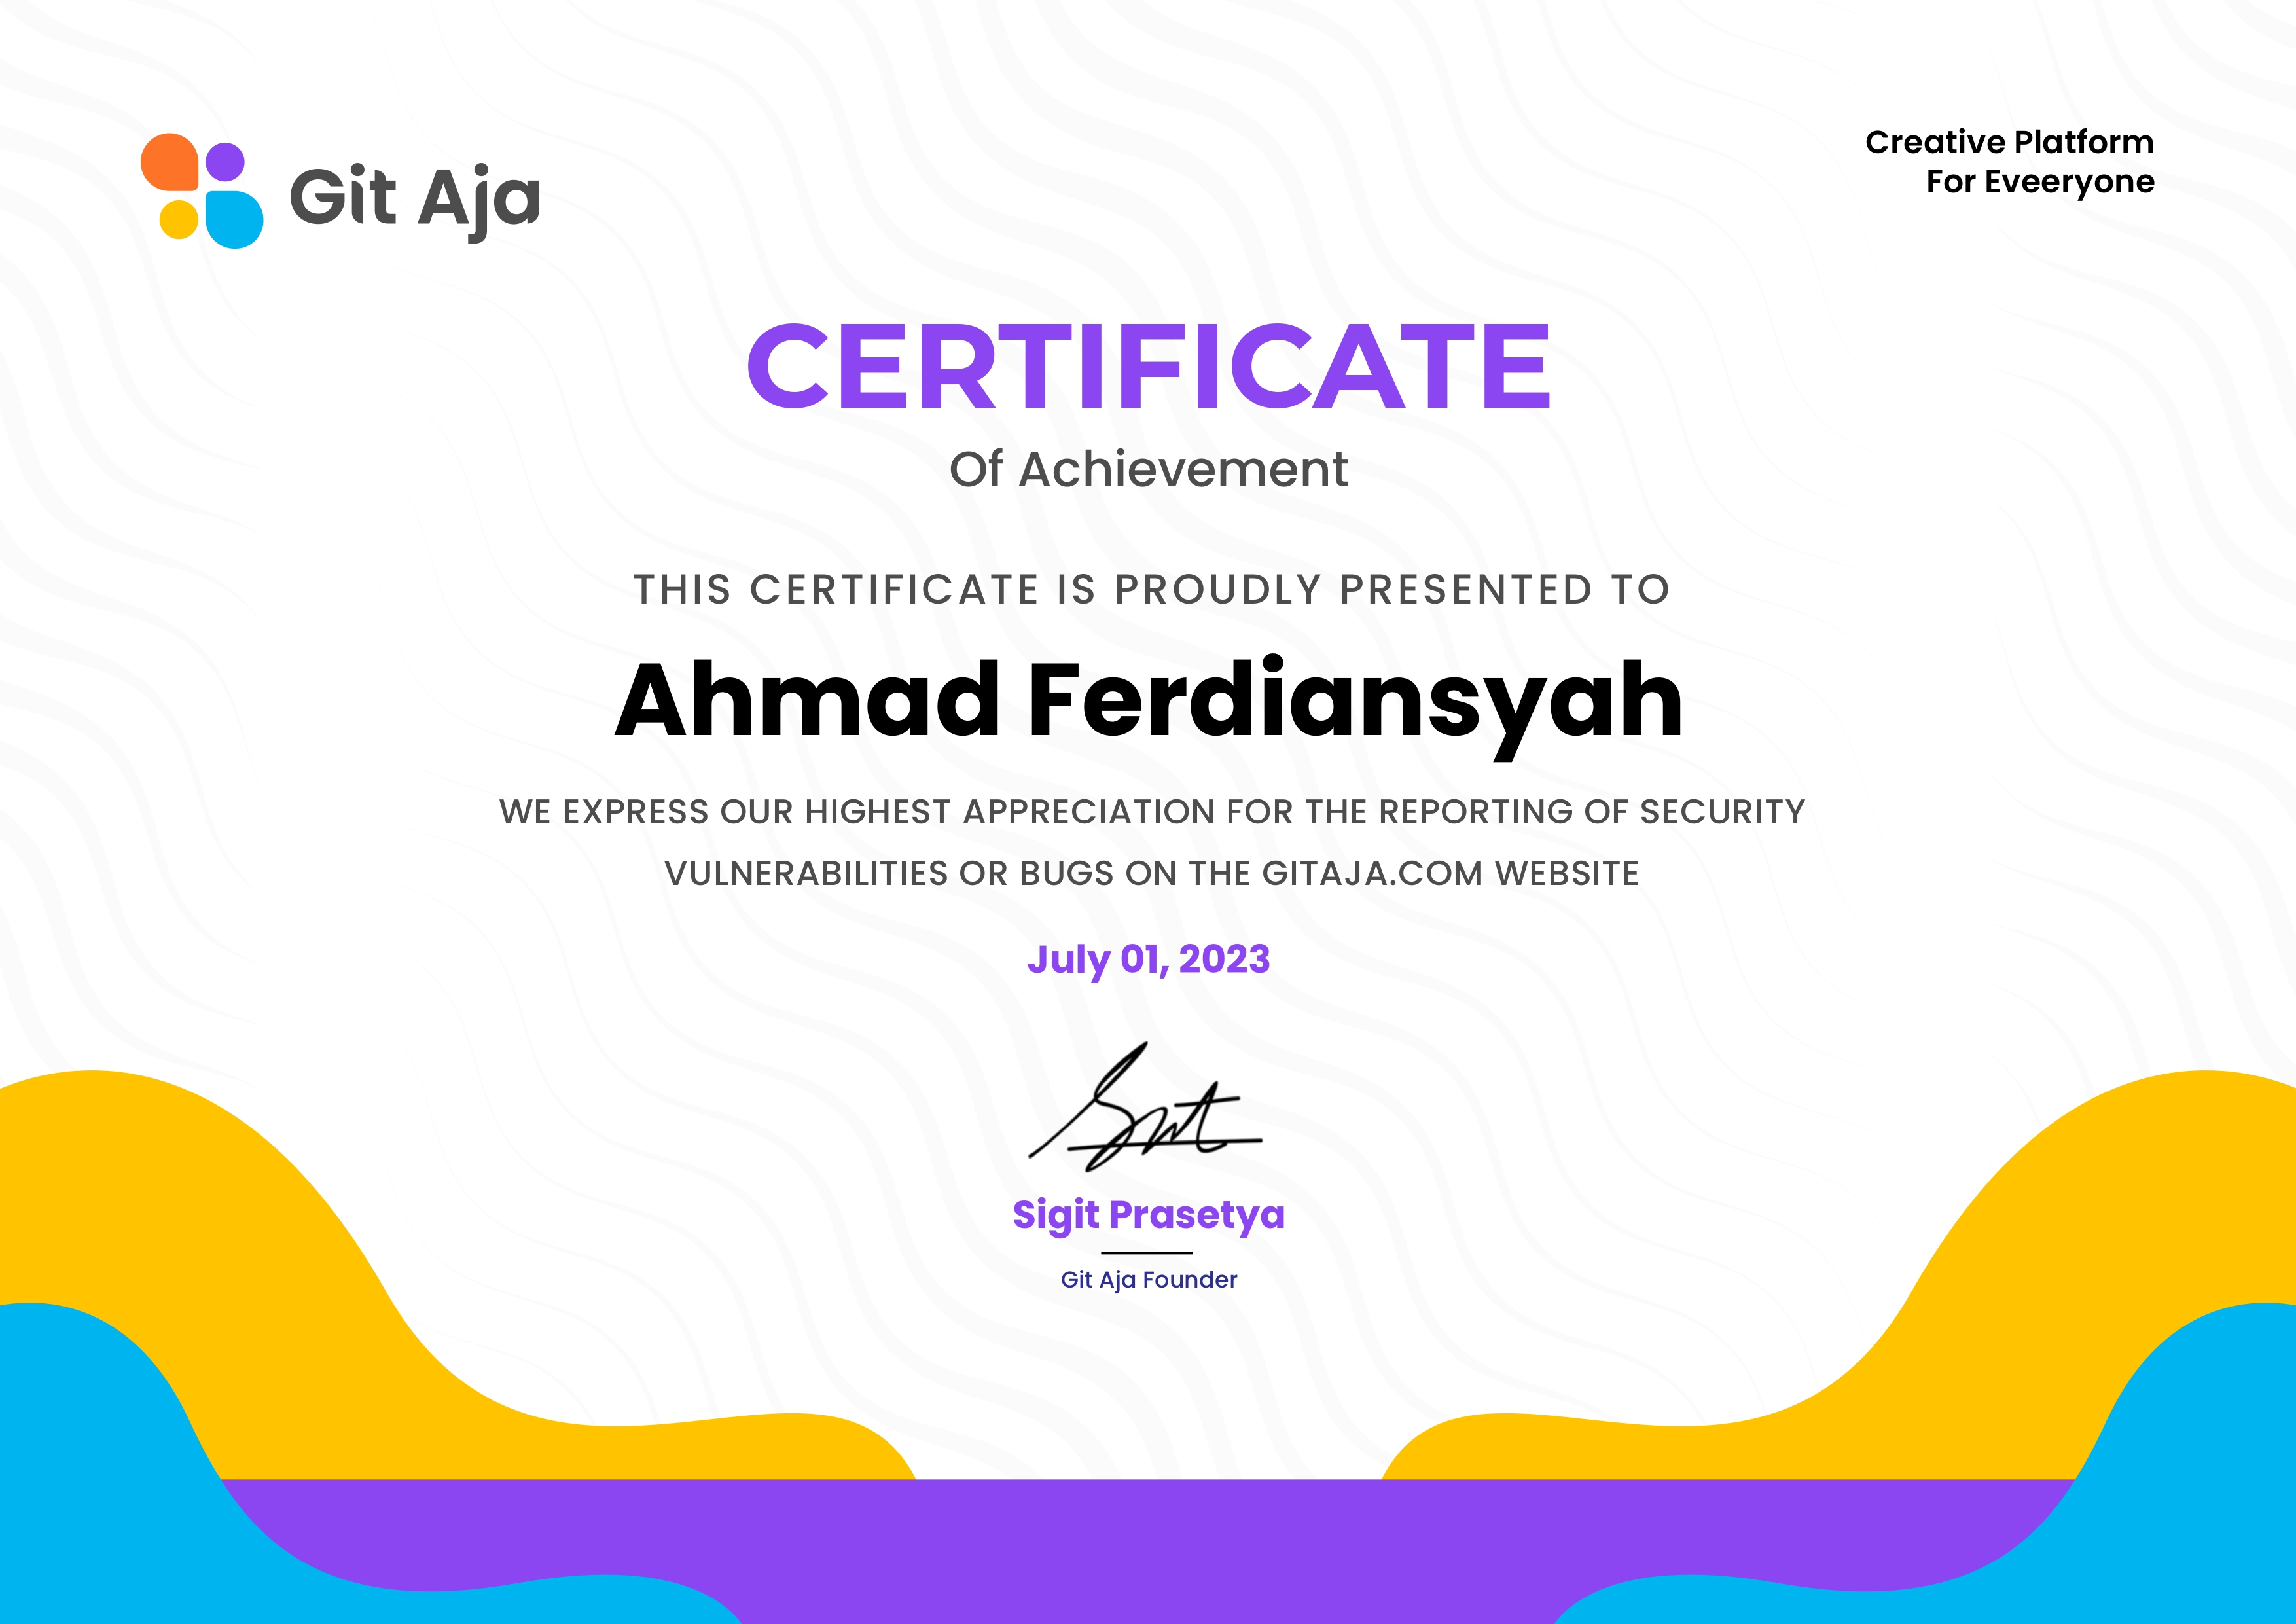 Git Aja
Creative Platform
For Eveeryone
CERTIFICATE
Of Achievement
THIS CERTIFICATE IS PROUDLY PRESENTED TO
Ahmad Ferdiansyah
WE EXPRESS OUR HIGHEST APPRECIATION FOR THE REPORTING OF SECURITY
VULNERABILITIES OR BUGS ON THE GITAJA.COM WEBSITE
July 01, 2023
Sigit Prasetya
Git Aja Founder